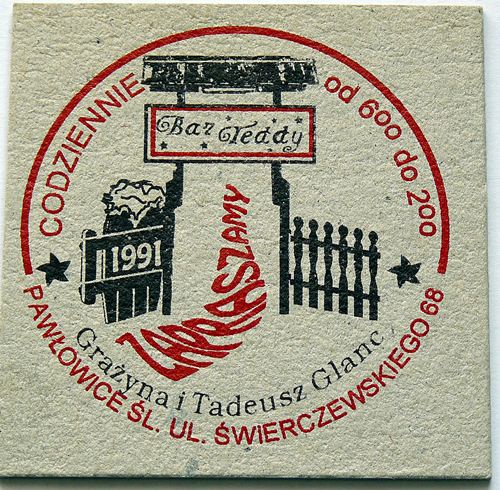 CODZIENNIE od 600 do 200
Bar Teddy
1991
ZAPRASZAMY
Grażyna i Tadeusz Glanc
PAWŁOWICE ŚL. UL. ŚWIERCZEWSKIEGO 68